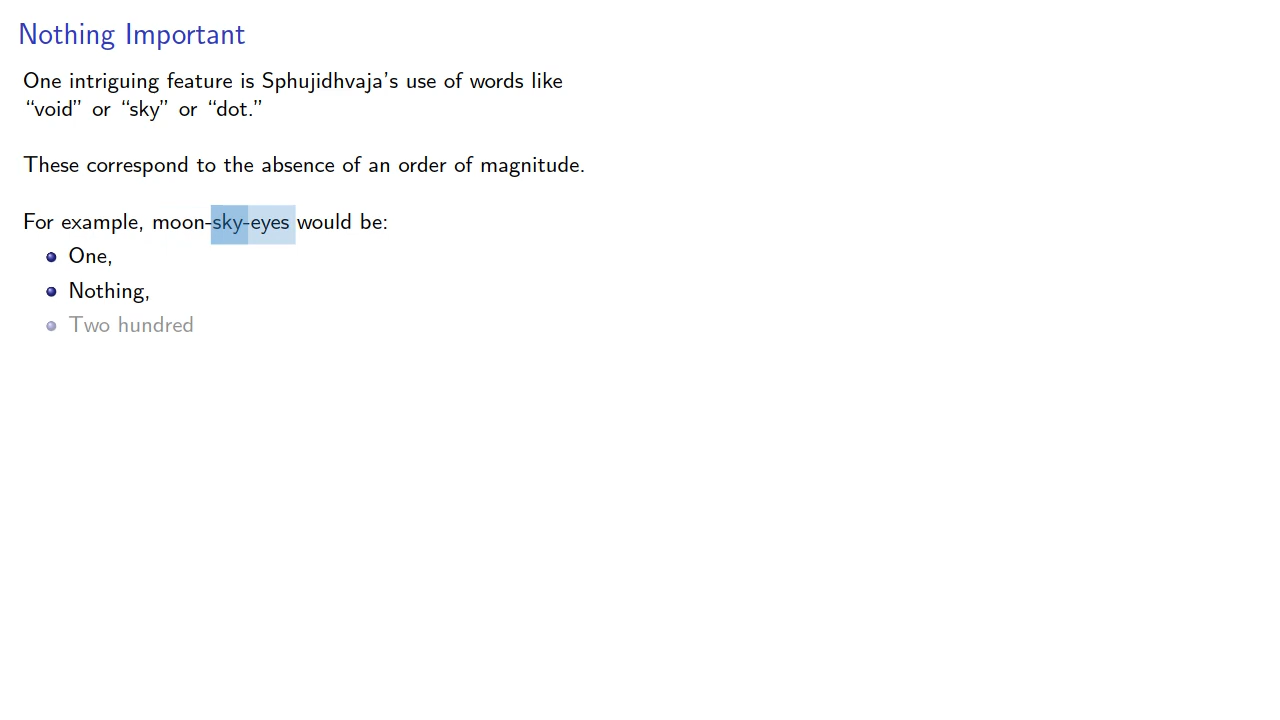 Nothing Important
One intriguing feature is Sphujidhvaja's use of words like
“void” or “sky” or “dot.”
These correspond to the absence of an order of magnitude.
For example, moon-sky-eyes would be:
One,
Nothing,
Two hundred